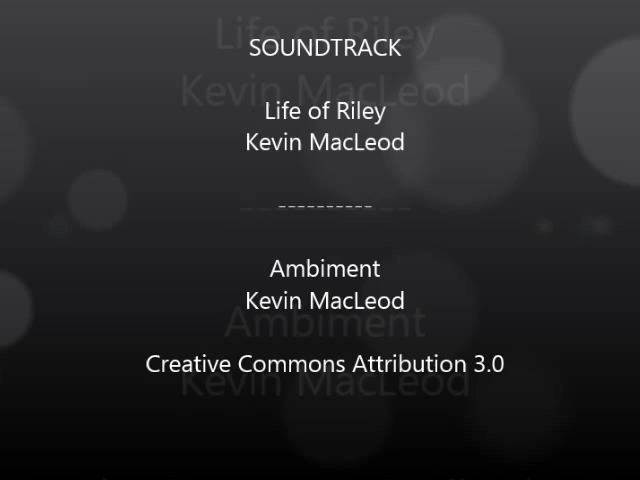 SOUNDTRACK
Life of Riley
Kevin MacLeod
----------
Ambiment
Kevin MacLeod
Creative Commons Attribution 3.0